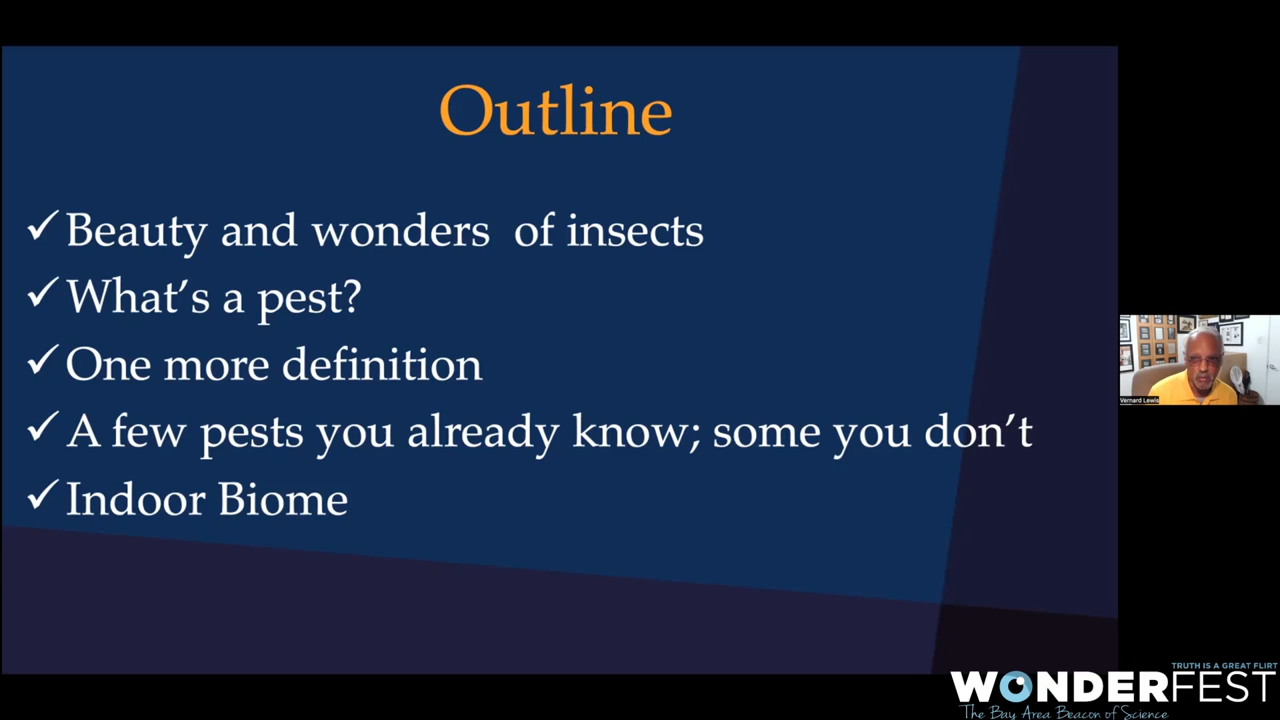 Outline
✓Beauty and wonders  of insects
✓What’s a pest?
✓One more definition
✓A few pests you already know; some you don’t
✓Indoor Biome
Vernard Lewis
TRUTH IS A GREAT FLIRT
WONDERFEST
The Bay Area Beacon of Science